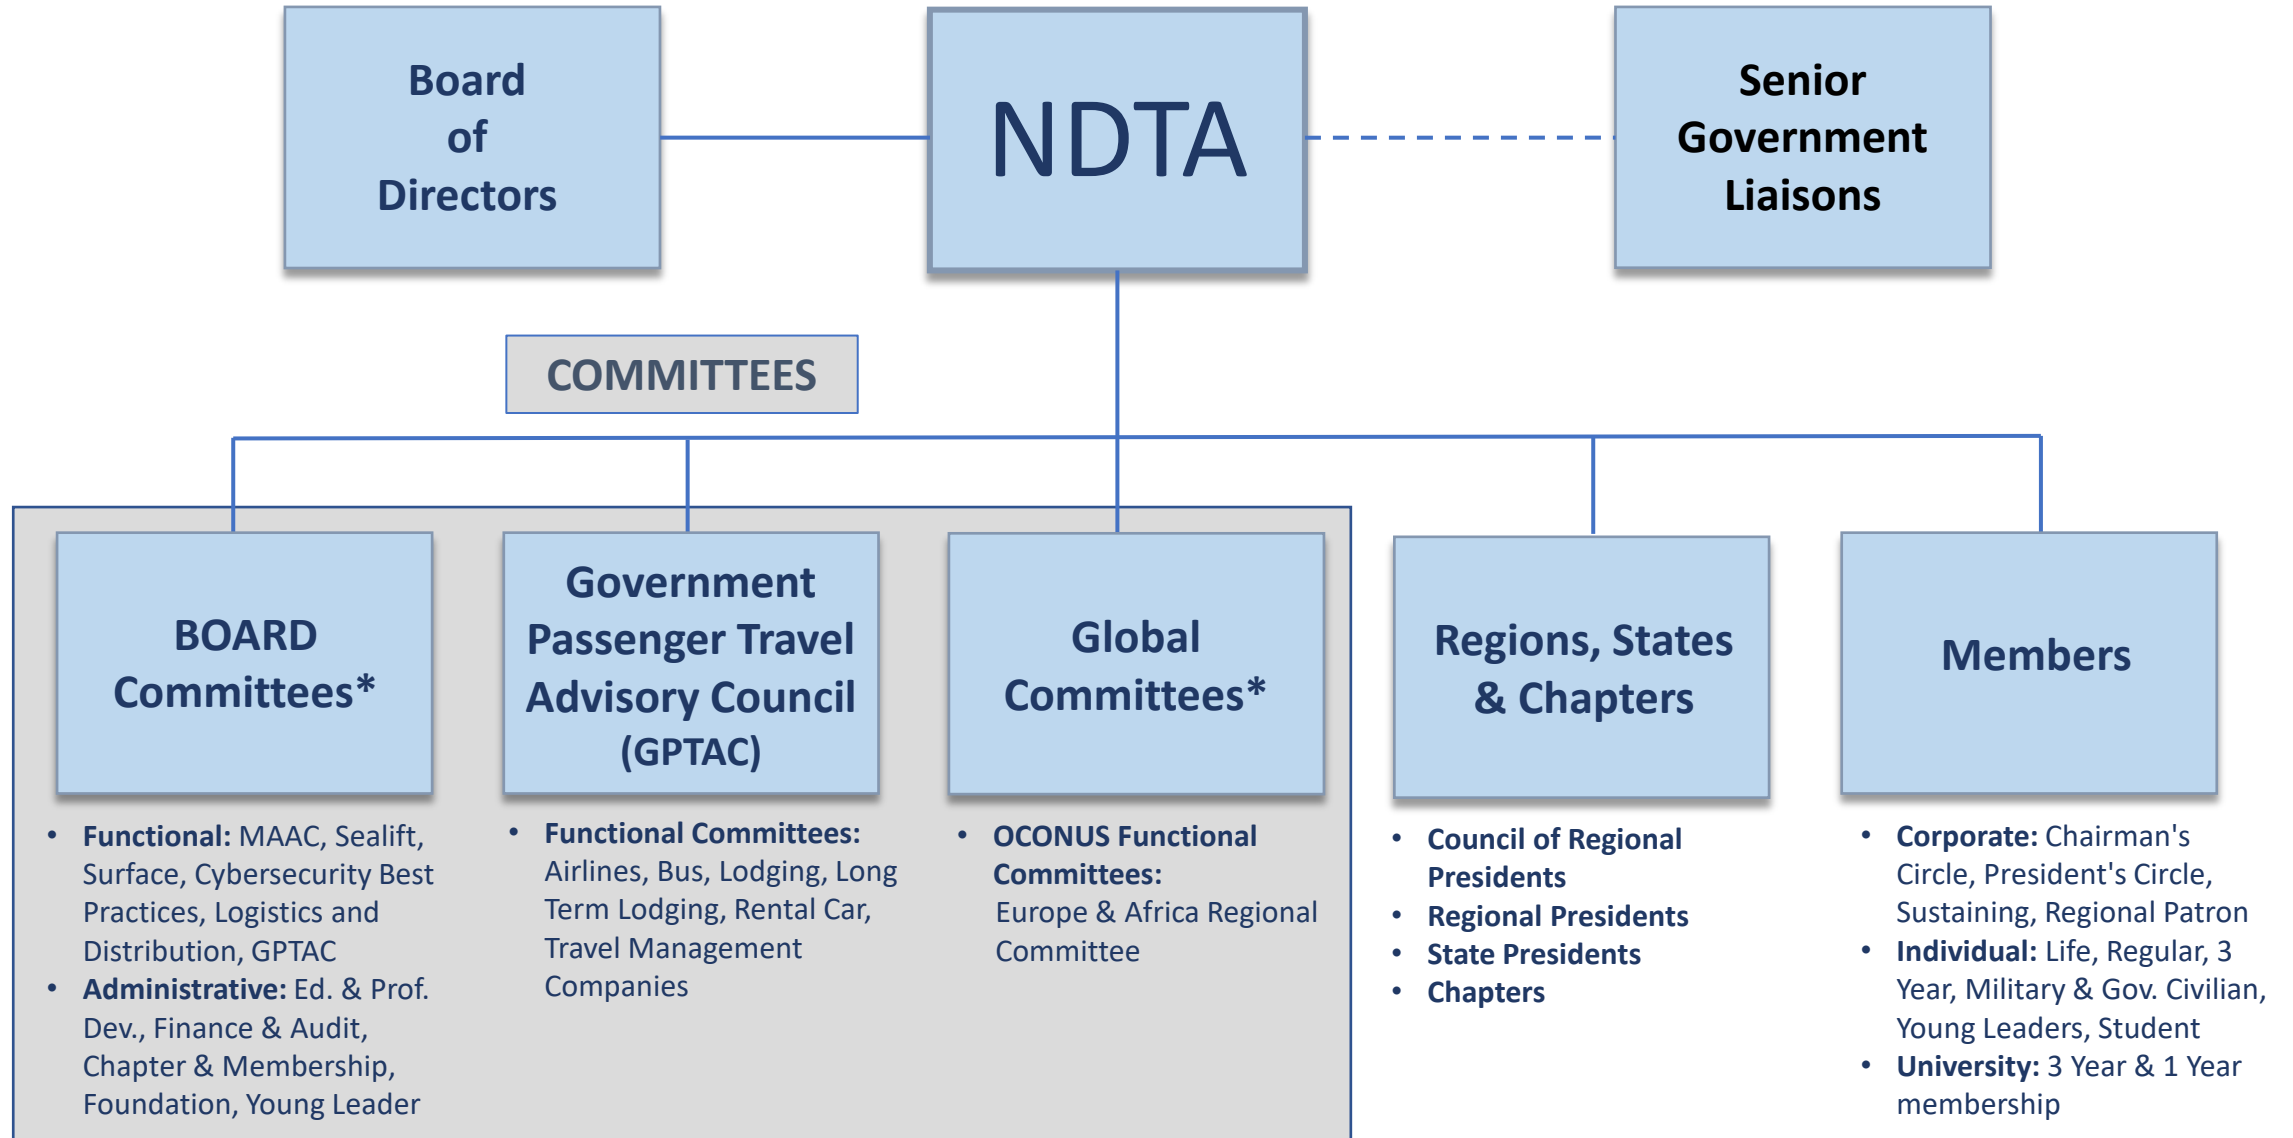 Board
of
Directors
NDTA
Senior
Government
Liaisons
COMMITTEES
BOARD
Committees*
Government
Passenger Travel
Advisory Council
(GPTAC)
Global
Committees*
Regions, States
& Chapters
Members
• Functional: MAAC, Sealift,
Surface, Cybersecurity Best
Practices, Logistics and
Distribution, GPTAC
• Administrative: Ed. & Prof.
Dev., Finance & Audit,
Chapter & Membership,
Foundation, Young Leader
• Functional Committees:
Airlines, Bus, Lodging, Long
Term Lodging, Rental Car,
Travel Management
Companies
• OCONUS Functional
Committees:
Europe & Africa Regional
Committee
• Council of Regional
Presidents
• Regional Presidents
• State Presidents
• Chapters
• Corporate: Chairman's
Circle, President's Circle,
Sustaining, Regional Patron
• Individual: Life, Regular, 3
Year, Military & Gov. Civilian,
Young Leaders, Student
• University: 3 Year & 1 Year
membership